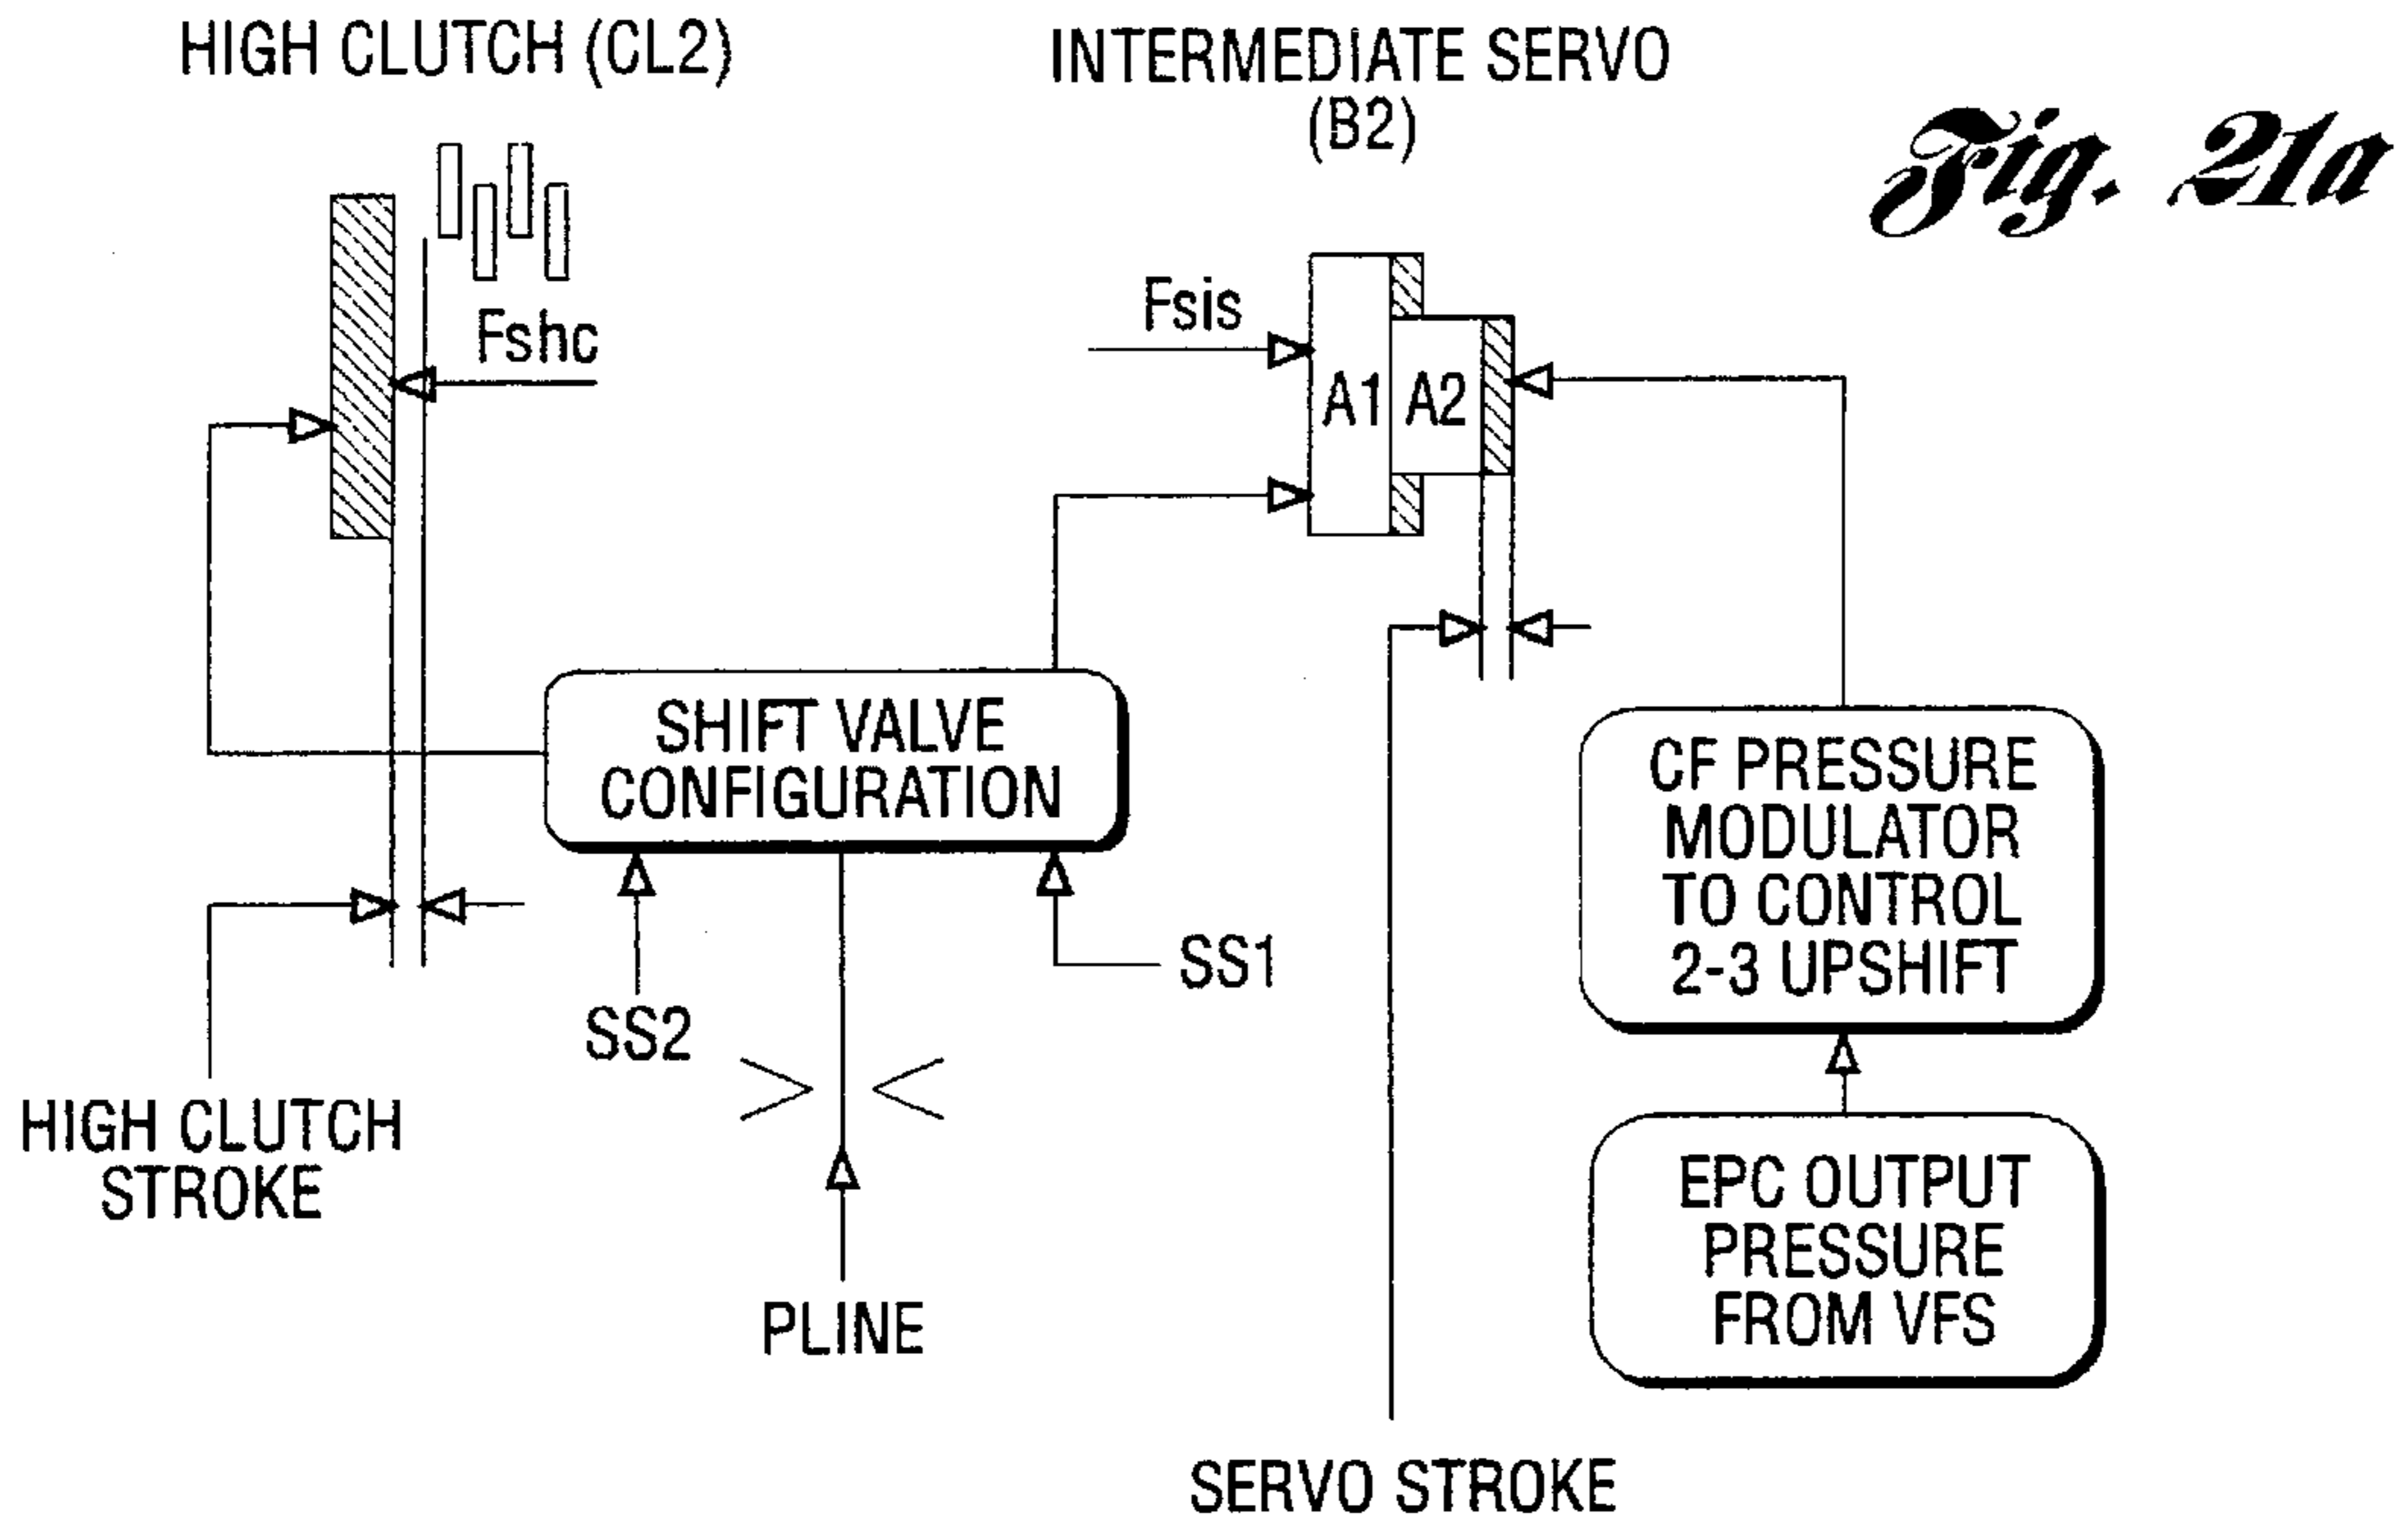 HIGH CLUTCH (CL2)
INTERMEDIATE SERVO
(B2)
Fig. 21a
Fshc
Fsis
A1
A2
SHIFT VALVE
CONFIGURATION
CF PRESSURE
MODULATOR
TO CONTROL
2-3 UPSHIFT
SS1
SS2
HIGH CLUTCH
STROKE
EPC OUTPUT
PRESSURE
FROM VFS
PLINE
SERVO STROKE